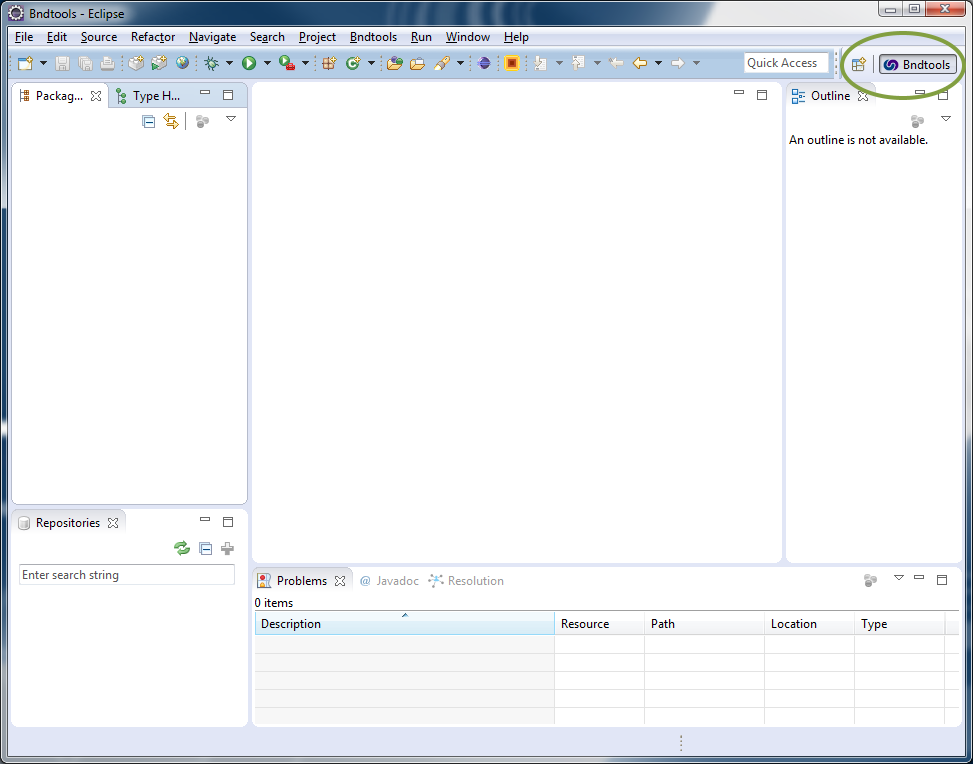 Bndtools - Eclipse
File Edit Source Refactor Navigate Search Project Bndtools Run Window Help
Quick Access Bndtools
Packag... Type H... Outline
An outline is not available.
Repositories
Enter search string
Problems @ Javadoc Resolution
0 items
Description Resource Path Location Type